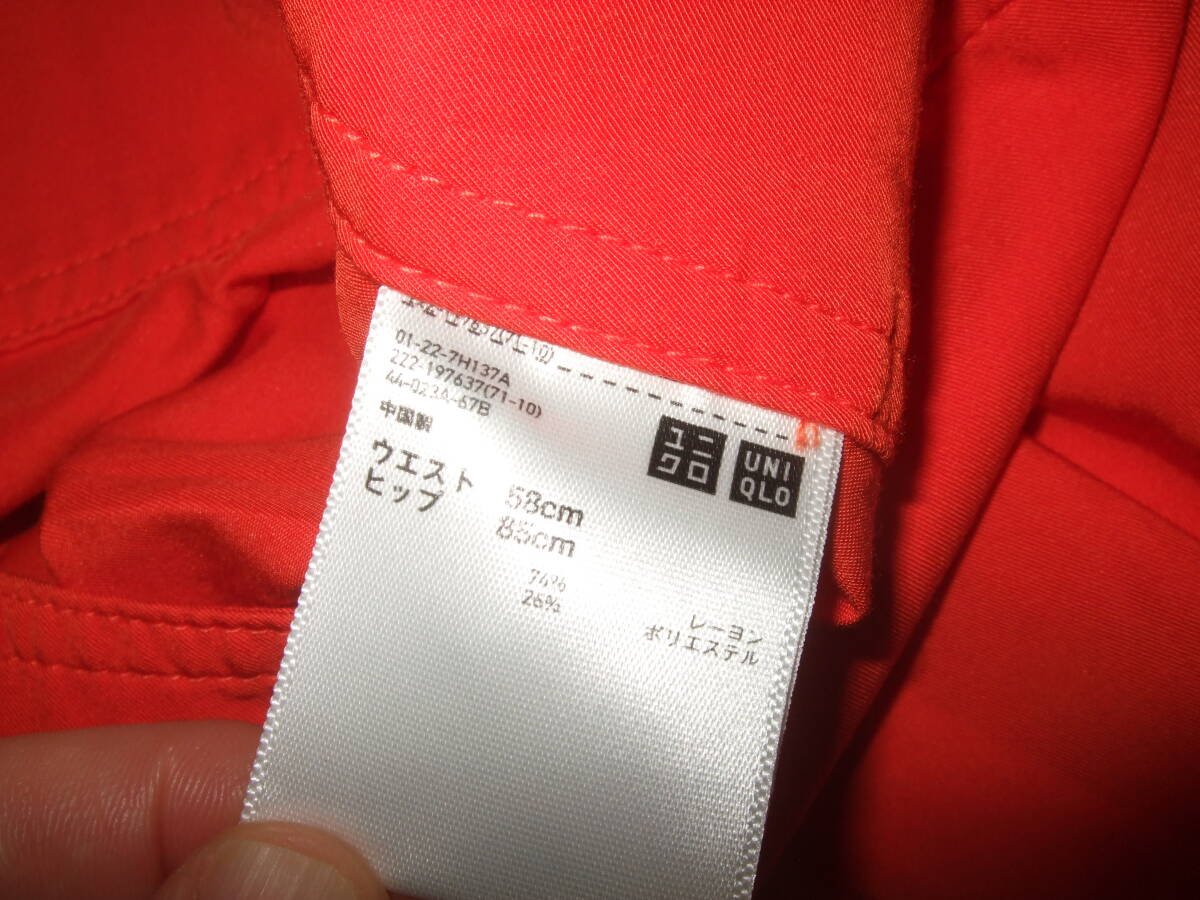 01-22-7H137A
222-197637(71-10)
44-023A-67B
中国製
ユニ
クロ
UNI
QLO
ウエスト 58cm
ヒップ 85cm
74% レーヨン
26% ポリエステル